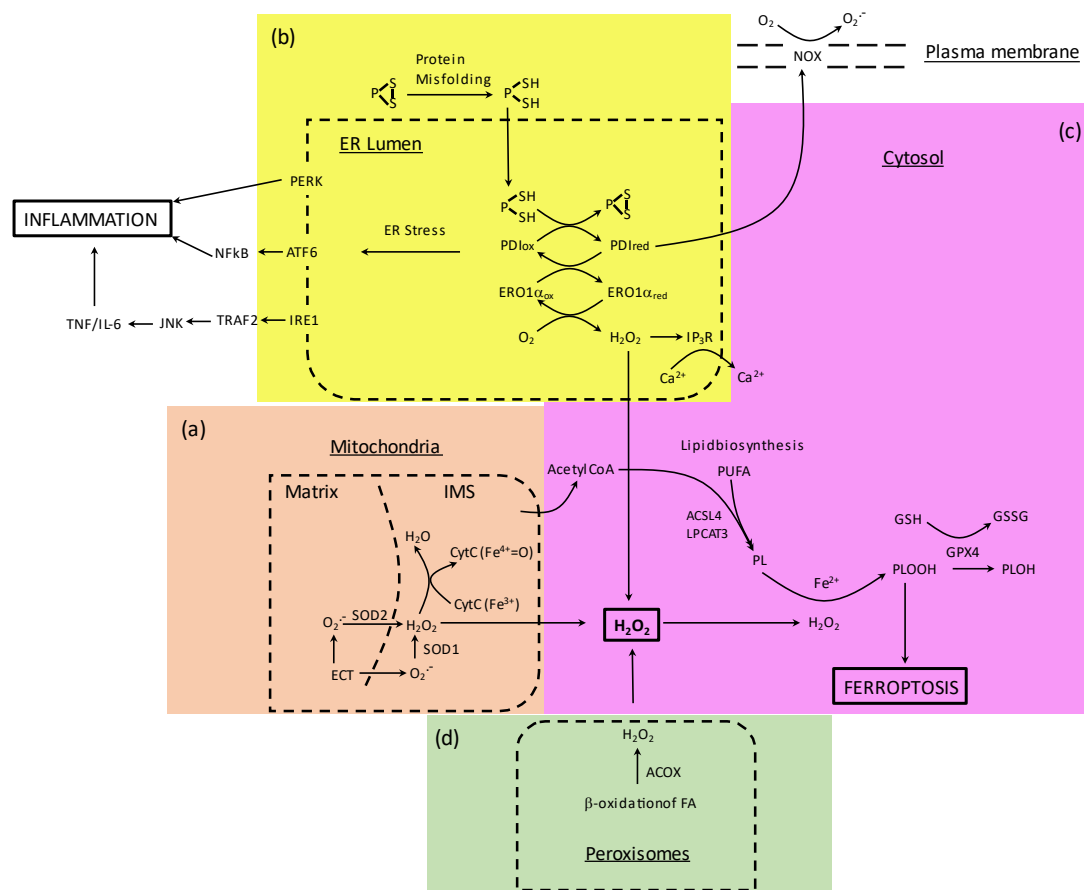 (b)
O₂
O₂·⁻
NOX
Plasma membrane
Protein
Misfolding
P
S
S
P
SH
SH
(c)
ER Lumen
Cytosol
PERK
INFLAMMATION
P
SH
SH
P
S
S
ER Stress
NFkB
ATF6
PDIox
PDIred
ERO1αox
ERO1αred
TNF/IL-6
JNK
TRAF2
IRE1
O₂
H₂O₂
IP₃R
Ca²⁺
Ca²⁺
(a)
Mitochondria
Lipidbiosynthesis
AcetylCoA
PUFA
Matrix
IMS
ACSL4
LPCAT3
GSH
GSSG
H₂O
CytC (Fe⁴⁺=O)
PL
GPX4
Fe²⁺
PLOOH
PLOH
CytC (Fe³⁺)
O₂·⁻
SOD2
H₂O₂
H₂O₂
H₂O₂
SOD1
ECT
O₂·⁻
FERROPTOSIS
(d)
H₂O₂
ACOX
β-oxidationof FA
Peroxisomes